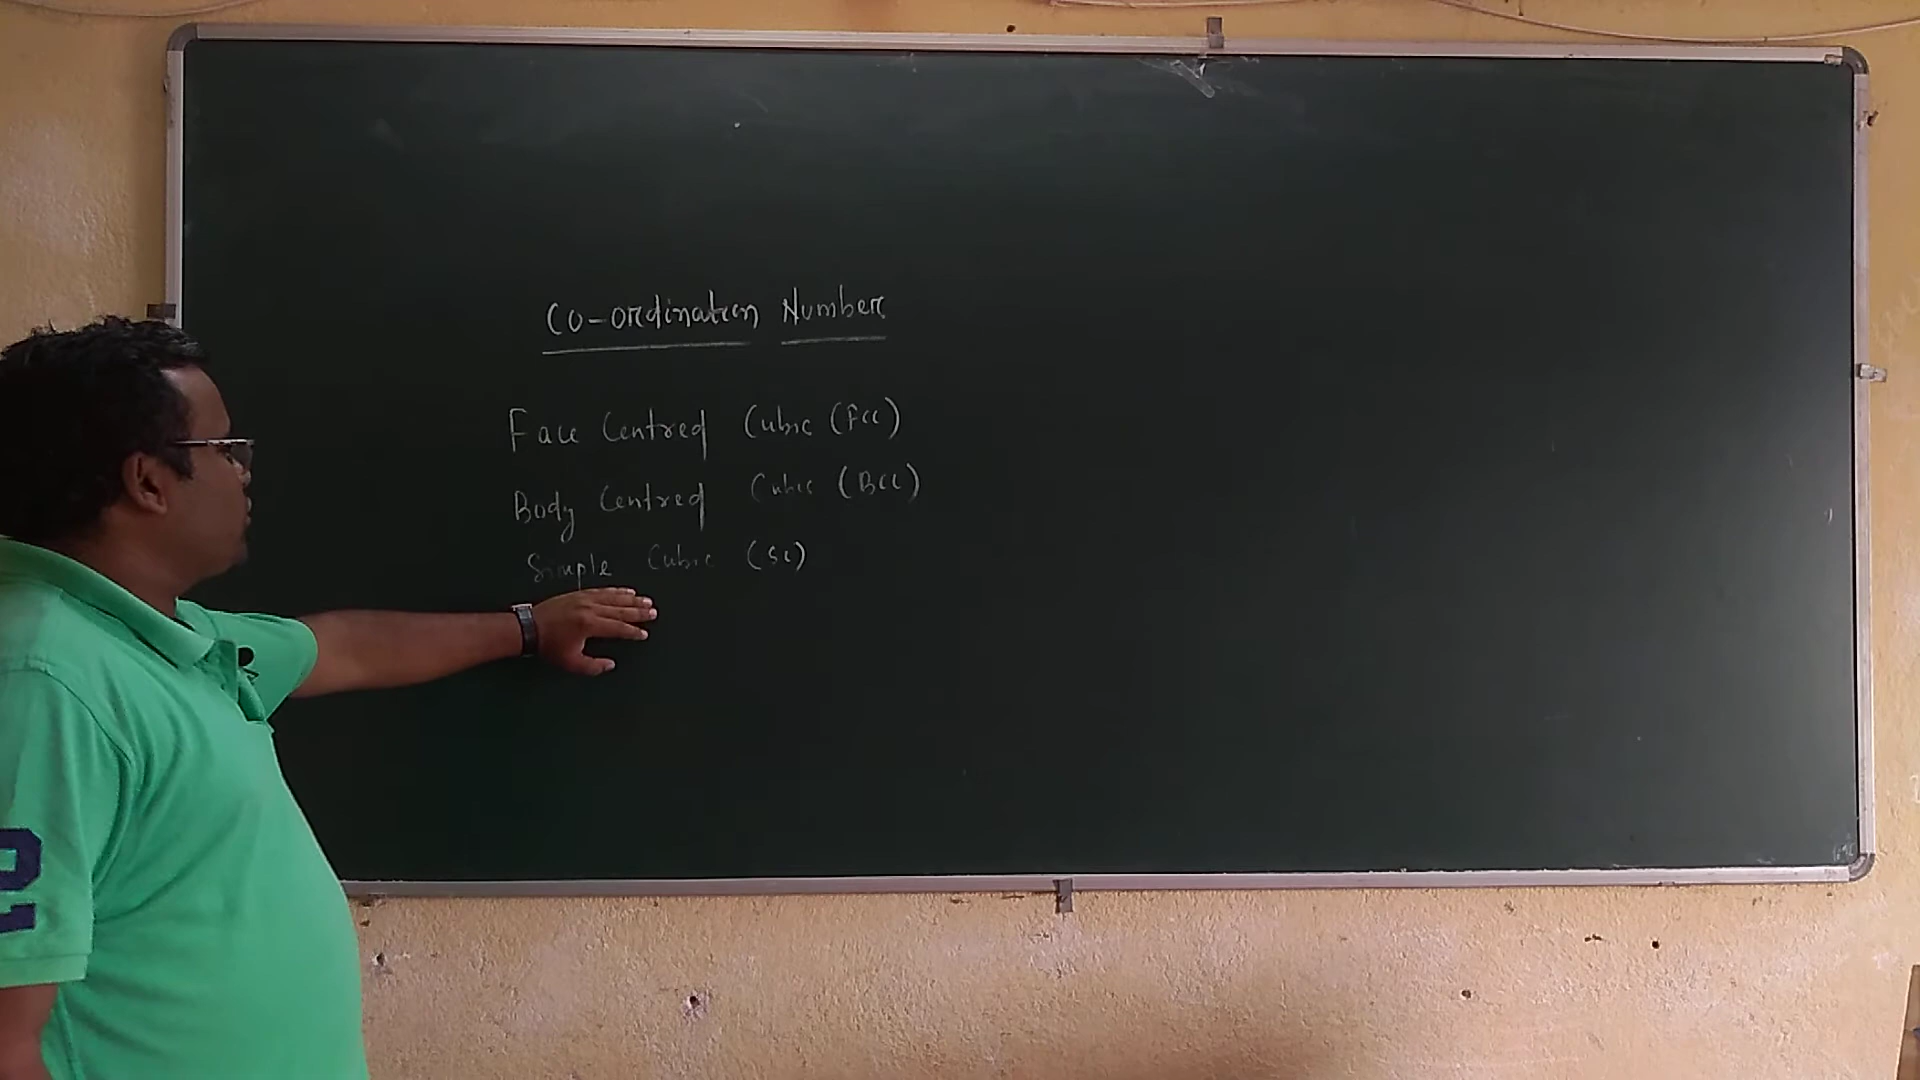 Co-ordination Number
Face Centred Cubic (Fcc)
Body Centred Cubic (Bcc)
Simple Cubic (Sc)